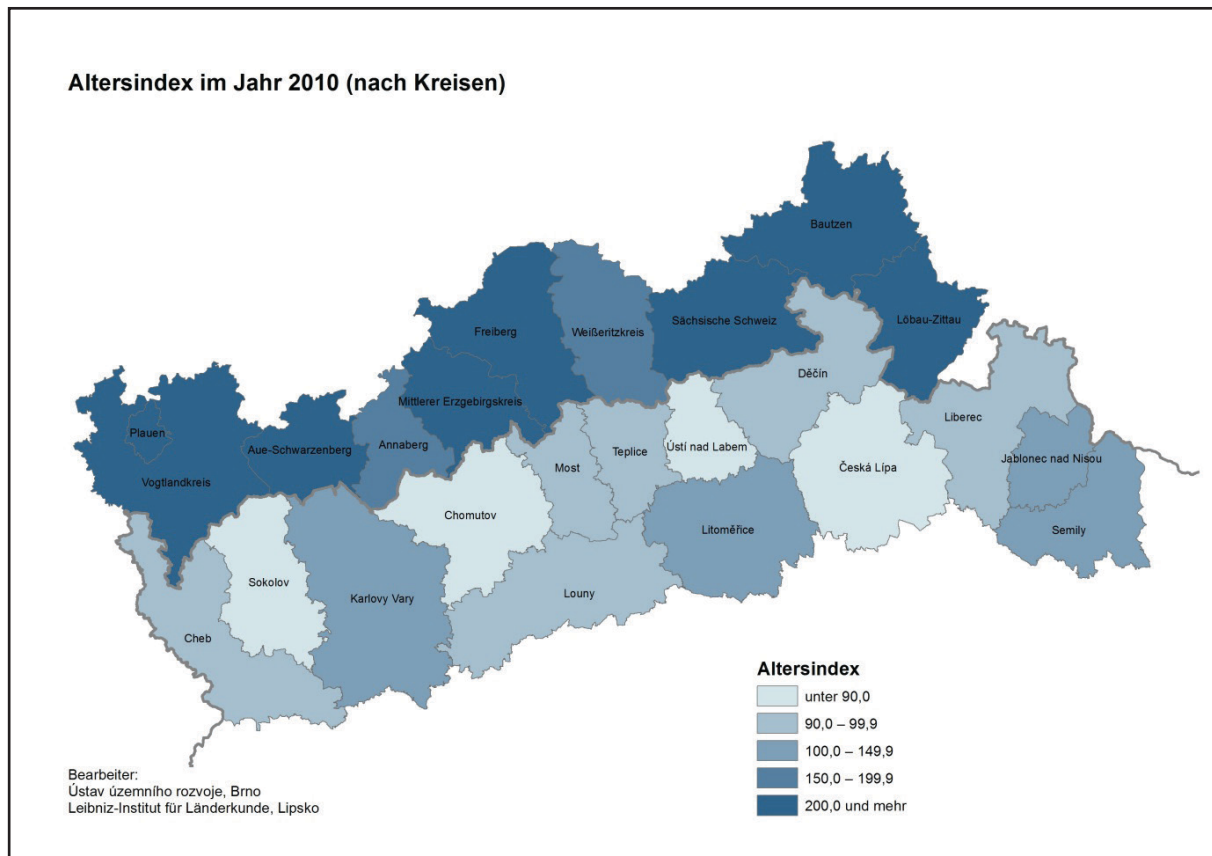 Altersindex im Jahr 2010 (nach Kreisen)
Bautzen
Sächsische Schweiz
Löbau-Zittau
Freiberg
Weißeritzkreis
Děčín
Mittlerer Erzgebirgskreis
Liberec
Plauen
Aue-Schwarzenberg
Annaberg
Teplice
Ústí nad Labem
Most
Česká Lípa
Jablonec nad Nisou
Vogtlandkreis
Chomutov
Litoměřice
Semily
Sokolov
Karlovy Vary
Louny
Cheb
Altersindex
unter 90,0
90,0 – 99,9
100,0 – 149,9
150,0 – 199,9
200,0 und mehr
Bearbeiter:
Ústav územního rozvoje, Brno
Leibniz-Institut für Länderkunde, Lipsko